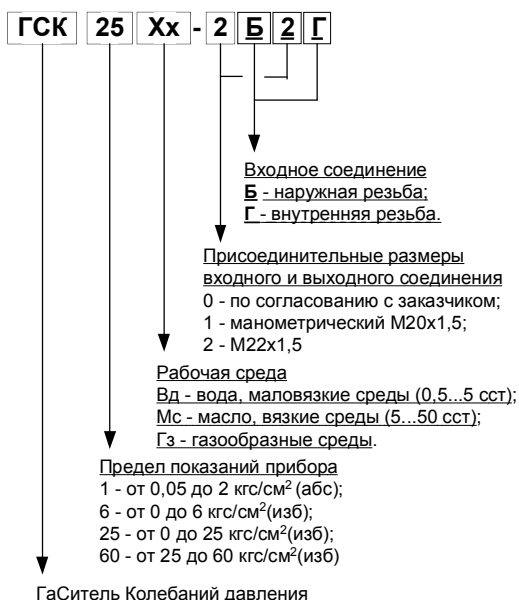 ГСК 25 Хх - 2 Б 2 Г
Входное соединение
Б - наружная резьба;
Г - внутренняя резьба.
Присоединительные размеры
входного и выходного соединения
0 - по согласованию с заказчиком;
1 - манометрический М20х1,5;
2 - М22х1,5
Рабочая среда
Вд - вода, маловязкие среды (0,5...5 сст);
Мс - масло, вязкие среды (5...50 сст);
Гз - газообразные среды.
Предел показаний прибора
1 - от 0,05 до 2 кгс/см² (абс);
6 - от 0 до 6 кгс/см²(изб);
25 - от 0 до 25 кгс/см²(изб);
60 - от 25 до 60 кгс/см²(изб)
ГаСитель Колебаний давления